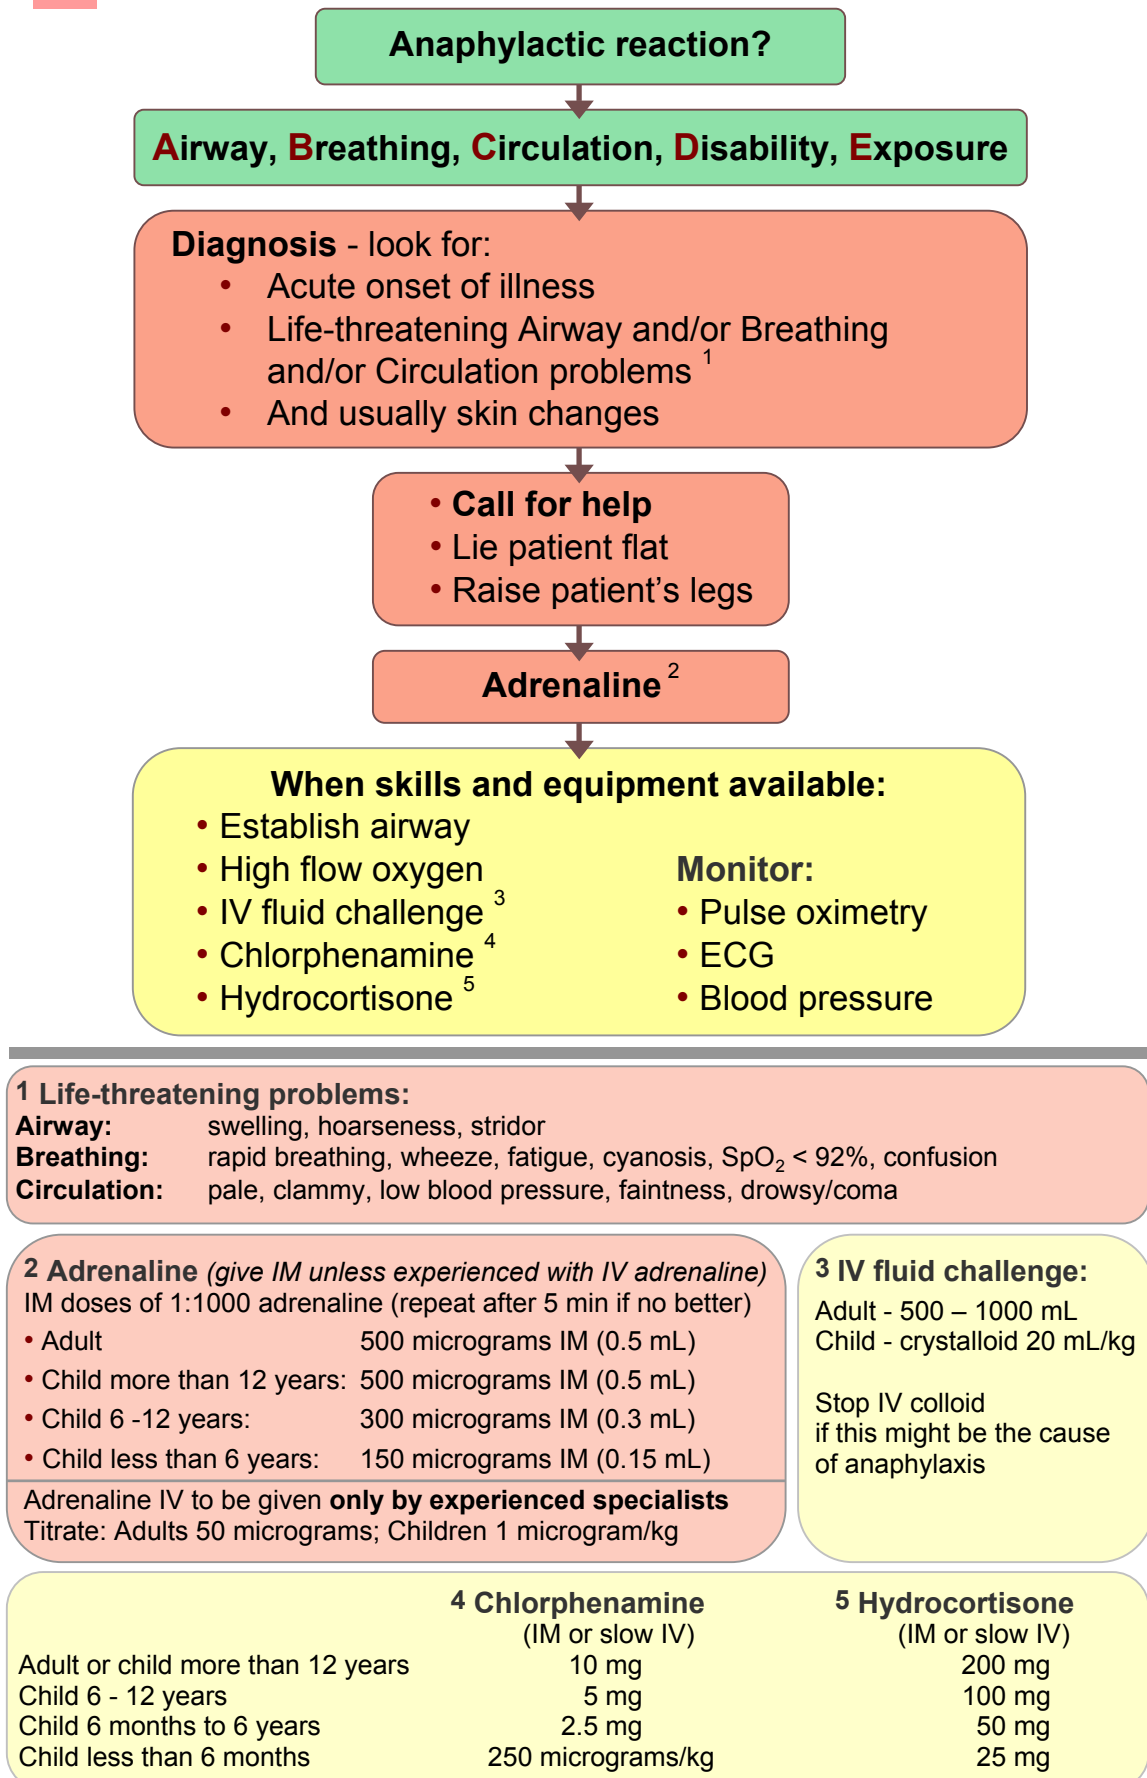 Anaphylactic reaction?
Airway, Breathing, Circulation, Disability, Exposure
Diagnosis - look for:
• Acute onset of illness
• Life-threatening Airway and/or Breathing
and/or Circulation problems 1
• And usually skin changes
• Call for help
• Lie patient flat
• Raise patient’s legs
Adrenaline 2
When skills and equipment available:
• Establish airway
• High flow oxygen
• IV fluid challenge 3
• Chlorphenamine 4
• Hydrocortisone 5
Monitor:
• Pulse oximetry
• ECG
• Blood pressure
1 Life-threatening problems:
Airway: swelling, hoarseness, stridor
Breathing: rapid breathing, wheeze, fatigue, cyanosis, SpO2 < 92%, confusion
Circulation: pale, clammy, low blood pressure, faintness, drowsy/coma
2 Adrenaline (give IM unless experienced with IV adrenaline)
IM doses of 1:1000 adrenaline (repeat after 5 min if no better)
• Adult 500 micrograms IM (0.5 mL)
• Child more than 12 years: 500 micrograms IM (0.5 mL)
• Child 6 -12 years: 300 micrograms IM (0.3 mL)
• Child less than 6 years: 150 micrograms IM (0.15 mL)
Adrenaline IV to be given only by experienced specialists
Titrate: Adults 50 micrograms; Children 1 microgram/kg
3 IV fluid challenge:
Adult - 500 – 1000 mL
Child - crystalloid 20 mL/kg
Stop IV colloid
if this might be the cause
of anaphylaxis
4 Chlorphenamine 5 Hydrocortisone
(IM or slow IV) (IM or slow IV)
Adult or child more than 12 years 10 mg 200 mg
Child 6 - 12 years 5 mg 100 mg
Child 6 months to 6 years 2.5 mg 50 mg
Child less than 6 months 250 micrograms/kg 25 mg